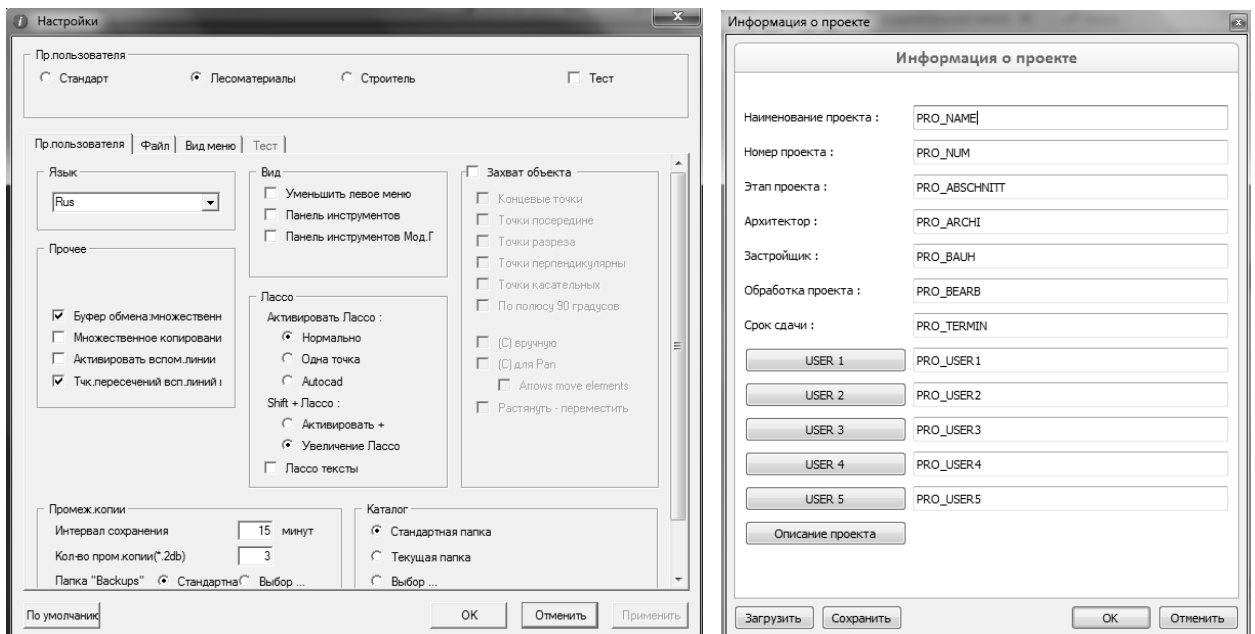 Настройки
Пр.пользователя
Стандарт
Лесоматериалы
Строитель
Тест
Пр.пользователя
Файл
Вид меню
Тест
Язык
Rus
Прочее
Буфер обмена:множественн
Множественное копировани
Активировать вспом.линии
Тчк.пересечений всп.линий
Вид
Уменьшить левое меню
Панель инструментов
Панель инструментов Мод.Г
Лассо
Активировать Лассо :
Нормально
Одна точка
Autocad
Shift + Лассо :
Активировать +
Увеличение Лассо
Лассо тексты
Захват объекта
Концевые точки
Точки посередине
Точки разреза
Точки перпендикулярны
Точки касательных
По полюсу 90 градусов
(C) вручную
(C) для Pan
Arrows move elements
Растянуть - переместить
Промеж.копии
Интервал сохранения 15 минут
Кол-во пром.копии(*.2db) 3
Папка "Backups" Стандартна Выбор ...
Каталог
Стандартная папка
Текущая папка
Выбор ...
По умолчанию
OK
Отменить
Применить
Информация о проекте
Информация о проекте
Наименование проекта : PRO_NAME
Номер проекта : PRO_NUM
Этап проекта : PRO_ABSCHNITT
Архитектор : PRO_ARCHI
Застройщик : PRO_BAUH
Обработка проекта : PRO_BEARB
Срок сдачи : PRO_TERMIN
USER 1 PRO_USER1
USER 2 PRO_USER2
USER 3 PRO_USER3
USER 4 PRO_USER4
USER 5 PRO_USER5
Описание проекта
Загрузить
Сохранить
OK
Отменить